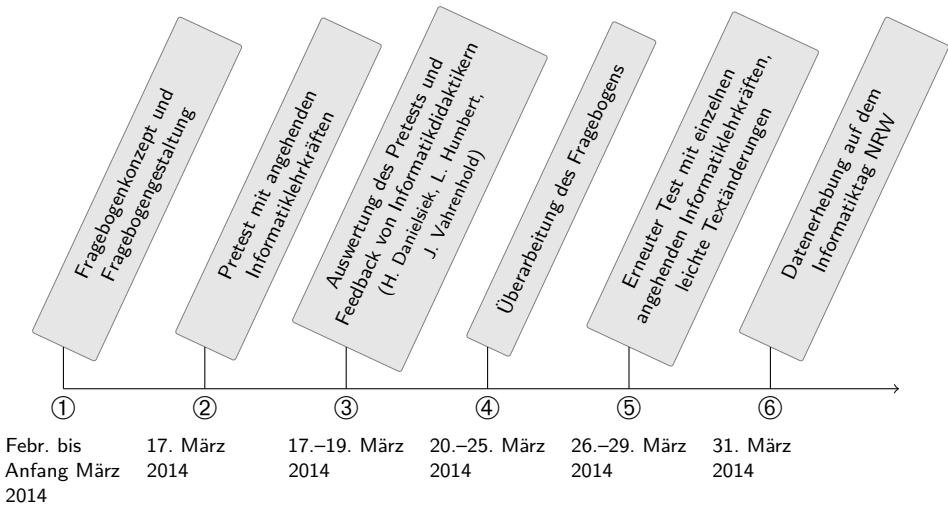 Fragebogenkonzept und
Fragebogengestaltung
Pretest mit angehenden
Informatiklehrkräften
Auswertung des Pretests und
Feedback von Informatikdidaktikern
(H. Danielsiek, L. Humbert,
J. Vahrenhold)
Überarbeitung des Fragebogens
Erneuter Test mit einzelnen
angehenden Informatiklehrkräften,
leichte Textänderungen
Datenerhebung auf dem
Informatiktag NRW
①
②
③
④
⑤
⑥
Febr. bis
Anfang März
2014
17. März
2014
17.–19. März
2014
20.–25. März
2014
26.–29. März
2014
31. März
2014